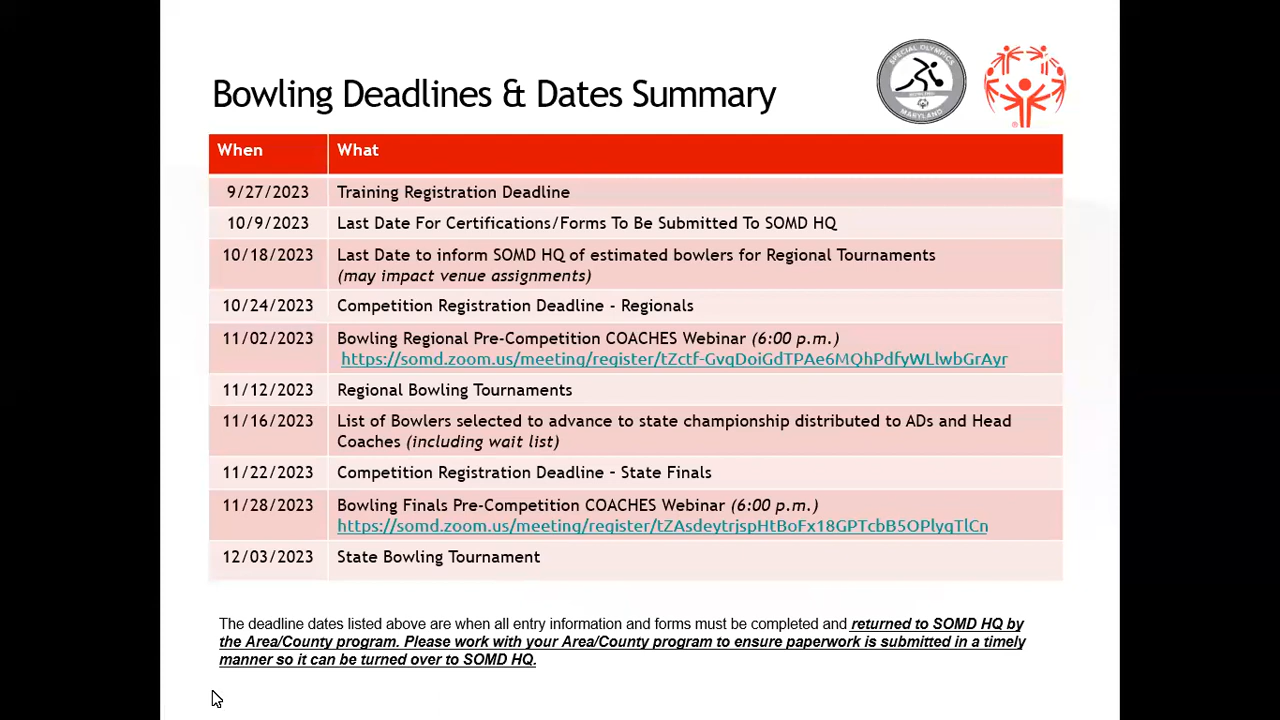 Bowling Deadlines & Dates Summary
SPECIAL OLYMPICS
MARYLAND
When What
9/27/2023 Training Registration Deadline
10/9/2023 Last Date For Certifications/Forms To Be Submitted To SOMD HQ
10/18/2023 Last Date to inform SOMD HQ of estimated bowlers for Regional Tournaments
(may impact venue assignments)
10/24/2023 Competition Registration Deadline - Regionals
11/02/2023 Bowling Regional Pre-Competition COACHES Webinar (6:00 p.m.)
https://somd.zoom.us/meeting/register/tZctf-GvqDoiGdTPAe6MQhPdfyWLlwbGrAyr
11/12/2023 Regional Bowling Tournaments
11/16/2023 List of Bowlers selected to advance to state championship distributed to ADs and Head
Coaches (including wait list)
11/22/2023 Competition Registration Deadline – State Finals
11/28/2023 Bowling Finals Pre-Competition COACHES Webinar (6:00 p.m.)
https://somd.zoom.us/meeting/register/tZAsdeytrjspHtBoFx18GPTcbB5OPlyqTlCn
12/03/2023 State Bowling Tournament
The deadline dates listed above are when all entry information and forms must be completed and returned to SOMD HQ by
the Area/County program. Please work with your Area/County program to ensure paperwork is submitted in a timely
manner so it can be turned over to SOMD HQ.